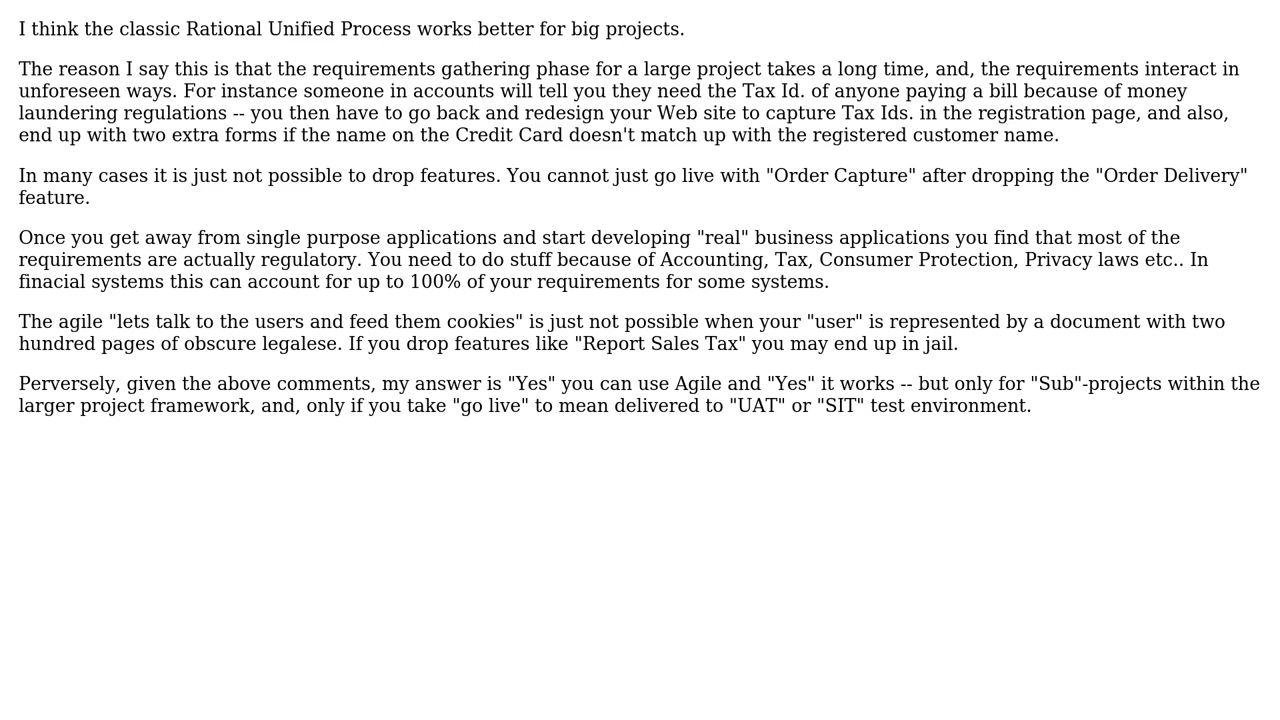 I think the classic Rational Unified Process works better for big projects.
The reason I say this is that the requirements gathering phase for a large project takes a long time, and, the requirements interact in
unforeseen ways. For instance someone in accounts will tell you they need the Tax Id. of anyone paying a bill because of money
laundering regulations -- you then have to go back and redesign your Web site to capture Tax Ids. in the registration page, and also,
end up with two extra forms if the name on the Credit Card doesn't match up with the registered customer name.
In many cases it is just not possible to drop features. You cannot just go live with "Order Capture" after dropping the "Order Delivery"
feature.
Once you get away from single purpose applications and start developing "real" business applications you find that most of the
requirements are actually regulatory. You need to do stuff because of Accounting, Tax, Consumer Protection, Privacy laws etc.. In
finacial systems this can account for up to 100% of your requirements for some systems.
The agile "lets talk to the users and feed them cookies" is just not possible when your "user" is represented by a document with two
hundred pages of obscure legalese. If you drop features like "Report Sales Tax" you may end up in jail.
Perversely, given the above comments, my answer is "Yes" you can use Agile and "Yes" it works -- but only for "Sub"-projects within the
larger project framework, and, only if you take "go live" to mean delivered to "UAT" or "SIT" test environment.